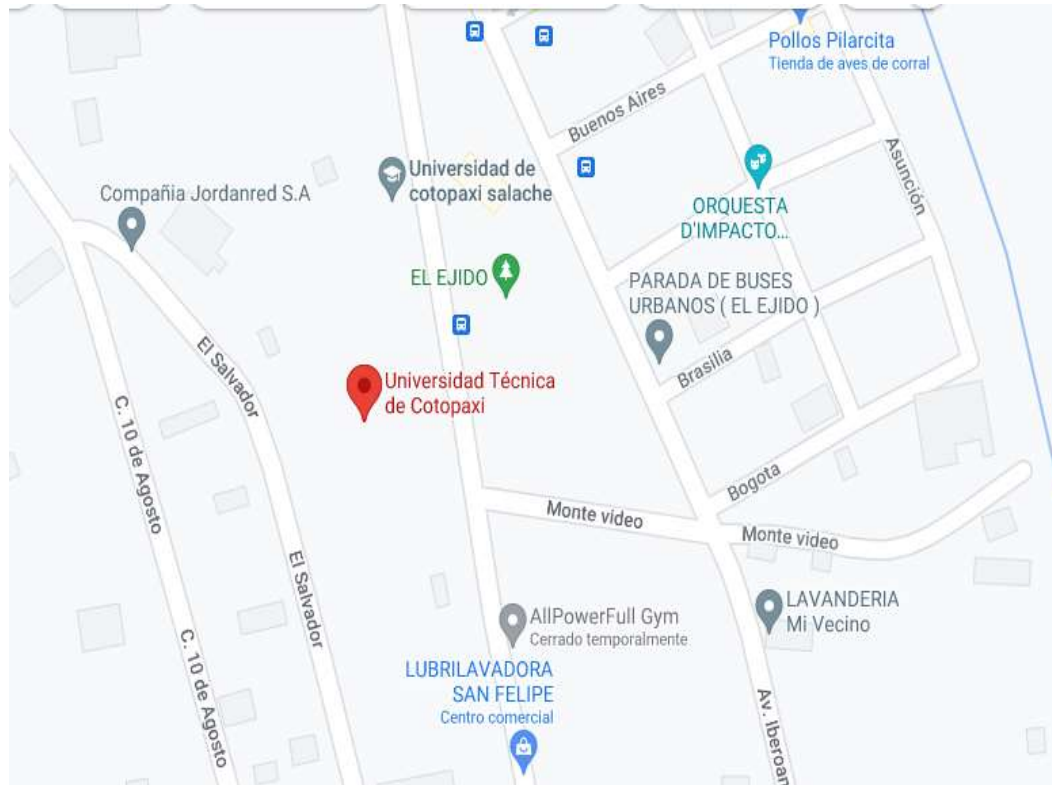 Pollos Pilarcita
Tienda de aves de corral
Buenos Aires
Asunción
Universidad de
cotopaxi salache
Compañia Jordanred S.A
ORQUESTA
D'IMPACTO...
EL EJIDO
PARADA DE BUSES
URBANOS ( EL EJIDO )
Brasilia
El Salvador
Universidad Técnica
de Cotopaxi
C. 10 de Agosto
Bogota
Monte video
Monte video
El Salvador
LAVANDERIA
Mi Vecino
AllPowerFull Gym
Cerrado temporalmente
C. 10 de Agosto
LUBRILAVADORA
SAN FELIPE
Centro comercial
Av. Iberoan